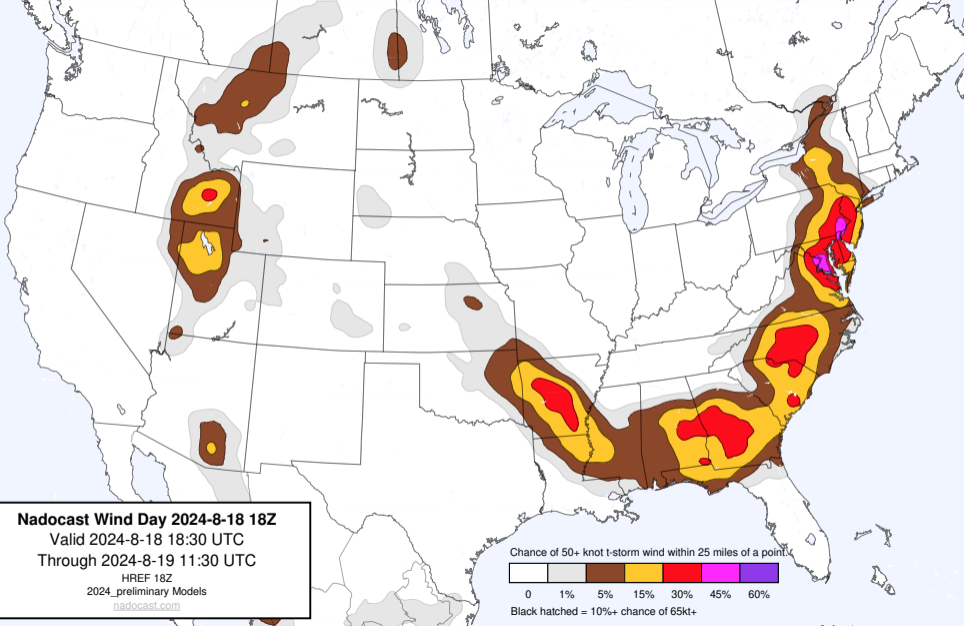 Nadocast Wind Day 2024-8-18 18Z
Valid 2024-8-18 18:30 UTC
Through 2024-8-19 11:30 UTC
HREF 18Z
2024_preliminary Models
nadocast.com
Chance of 50+ knot t-storm wind within 25 miles of a point.
0 1% 5% 15% 30% 45% 60%
Black hatched = 10%+ chance of 65kt+